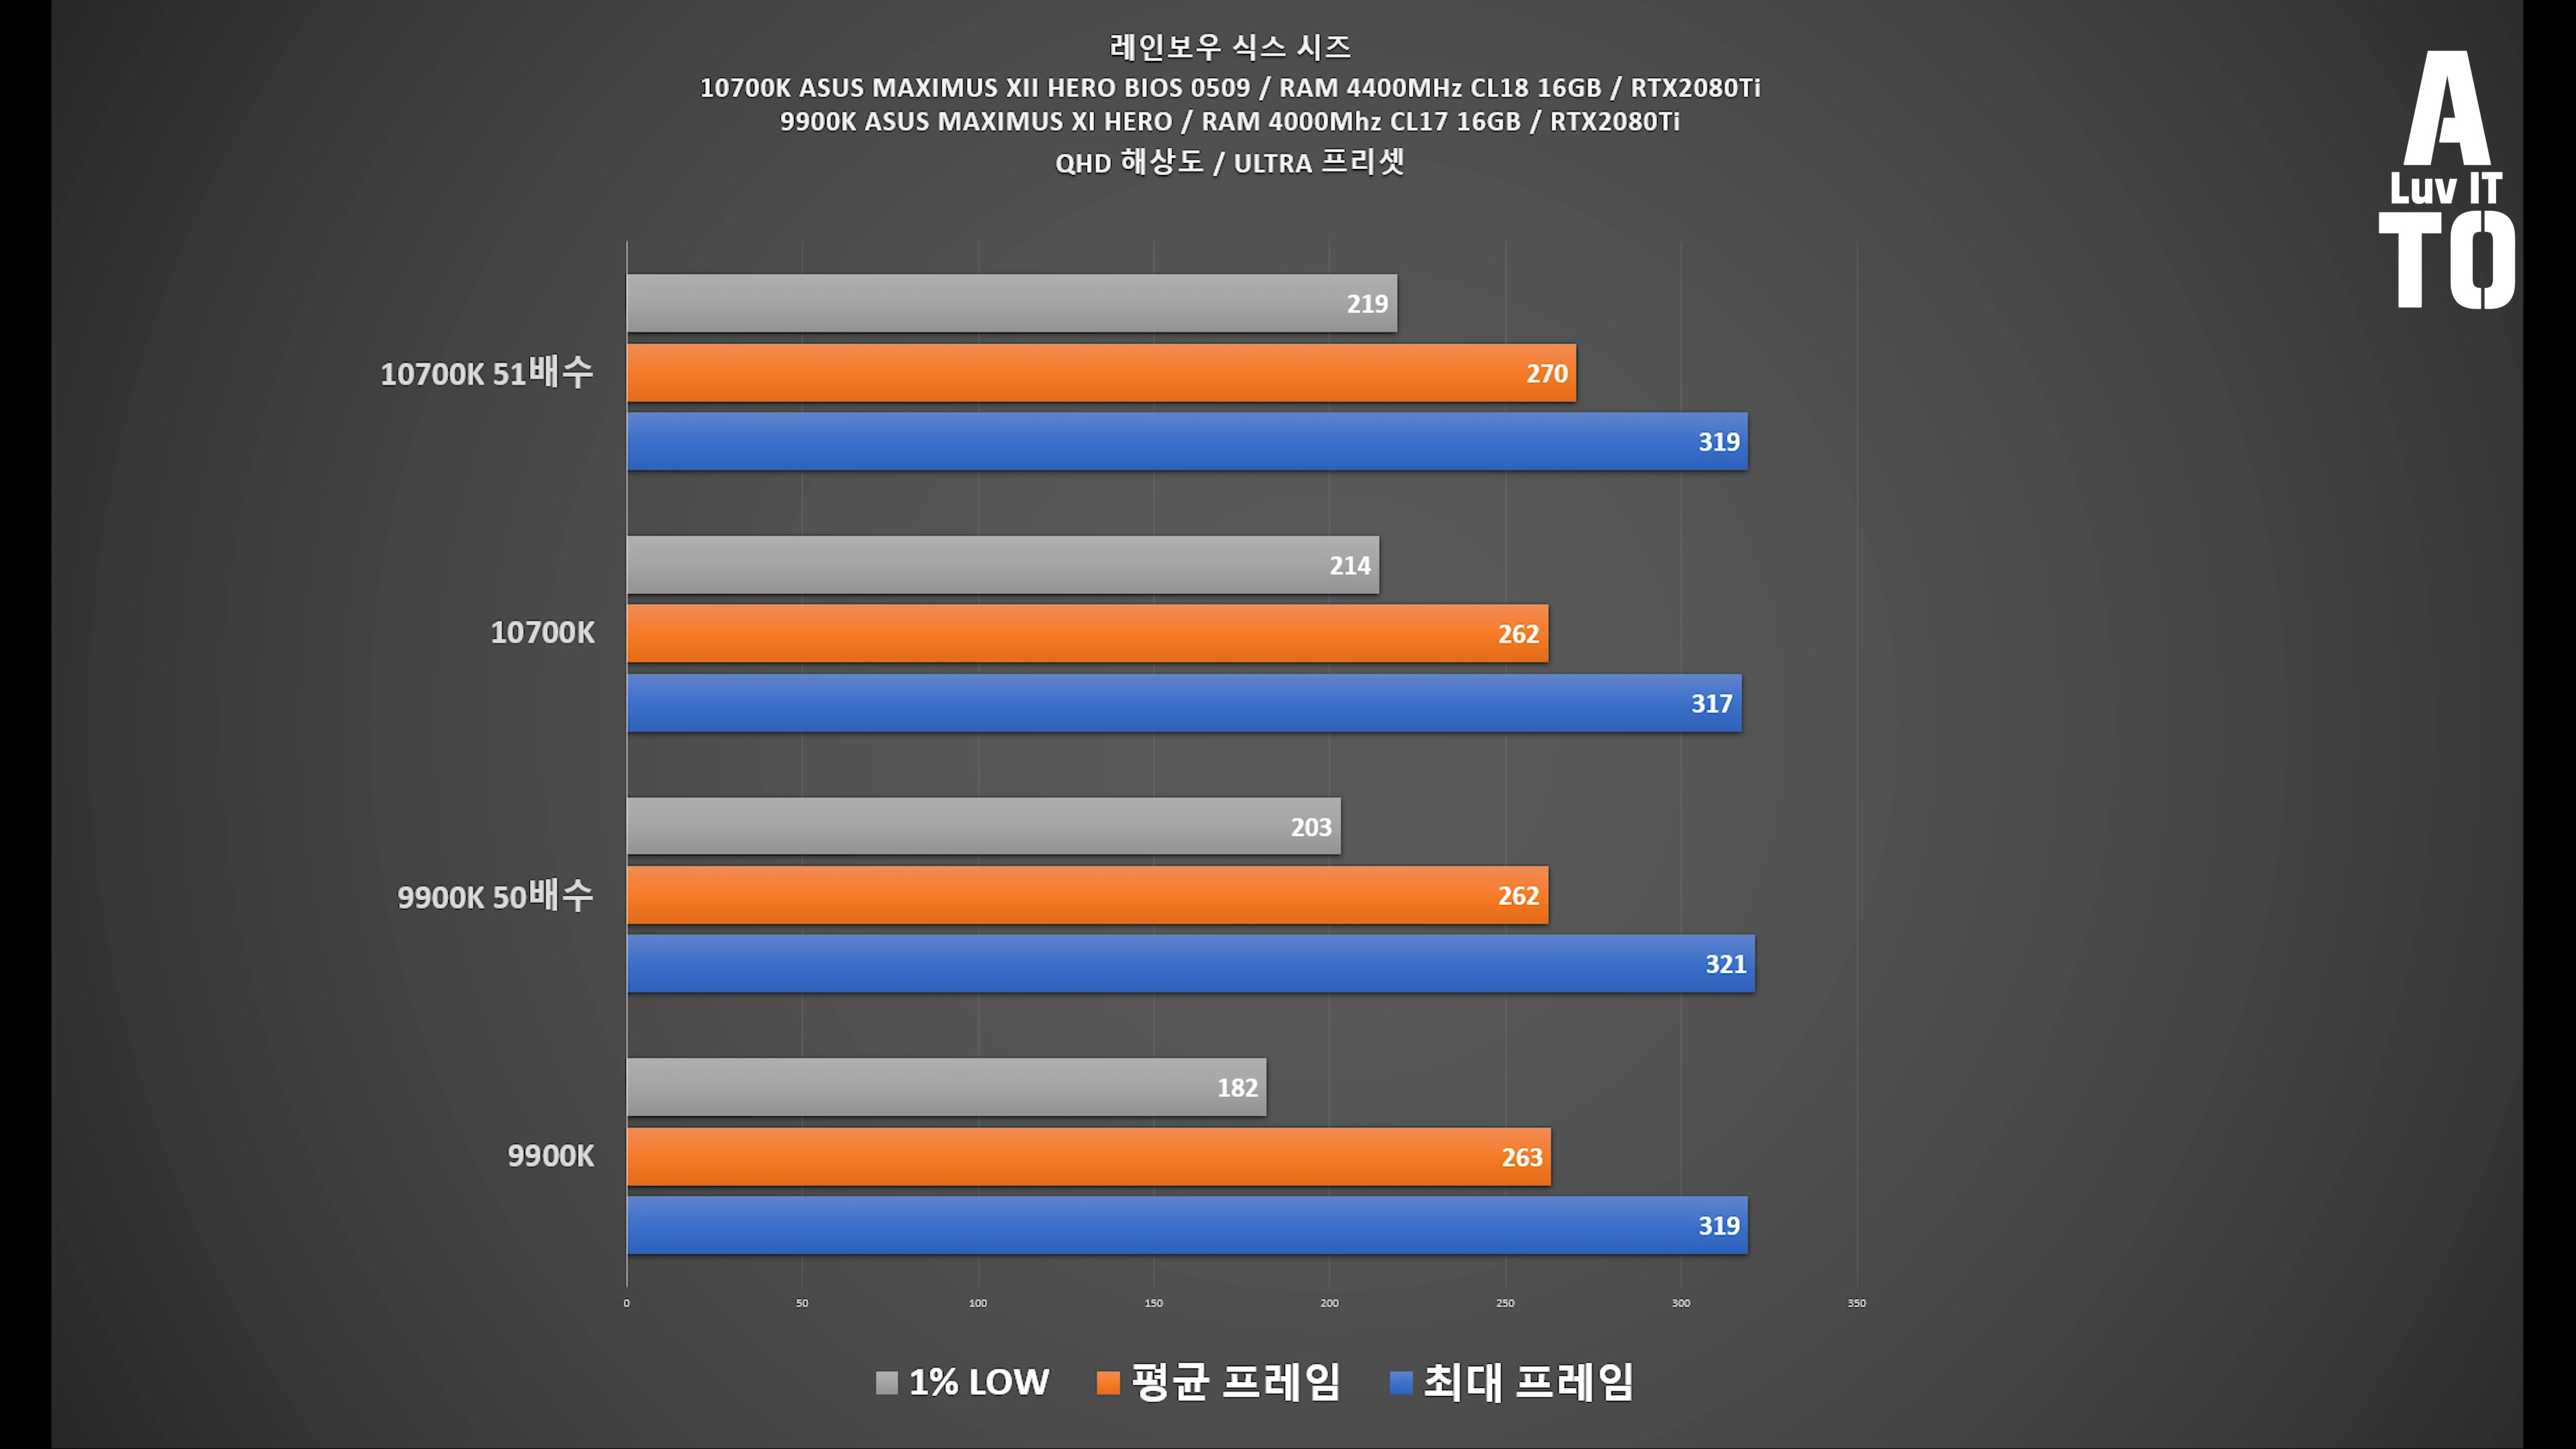 레인보우 식스 시즈
10700K ASUS MAXIMUS XII HERO BIOS 0509 / RAM 4400MHz CL18 16GB / RTX2080Ti
9900K ASUS MAXIMUS XI HERO / RAM 4000Mhz CL17 16GB / RTX2080Ti
QHD 해상도 / ULTRA 프리셋
A
Luv IT
TO
219
10700K 51배수
270
319
214
10700K
262
317
203
9900K 50배수
262
321
182
9900K
263
319
0 50 100 150 200 250 300 350
1% LOW 평균 프레임 최대 프레임